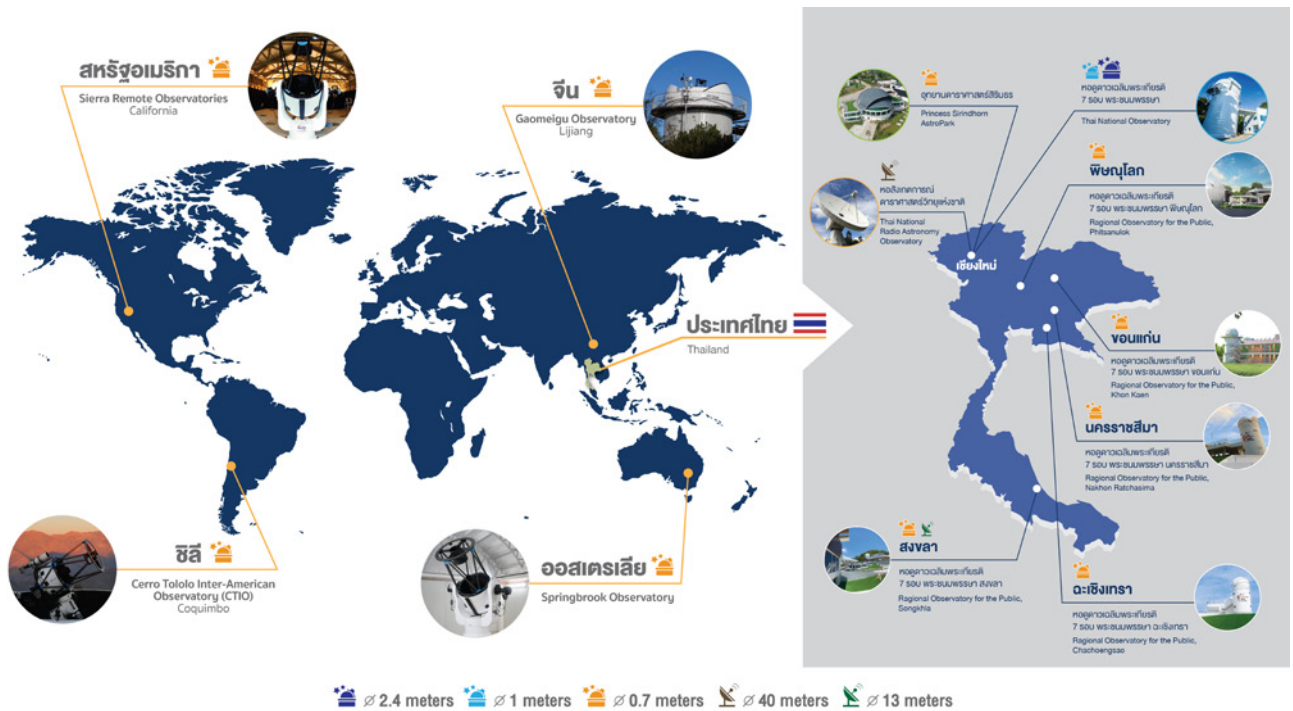 สหรัฐอเมริกา
Sierra Remote Observatories
California
จีน
Gaomeigu Observatory
Lijiang
ประเทศไทย
Thailand
ชิลี
Cerro Tololo Inter-American
Observatory (CTIO)
Coquimbo
ออสเตรเลีย
Springbrook Observatory
อุทยานดาราศาสตร์สิรินธร
Princess Sirindhorn
AstroPark
หอดูดาวเฉลิมพระเกียรติ
7 รอบ พระชนมพรรษา
Thai National Observatory
หอสังเกตการณ์
ดาราศาสตร์วิทยุแห่งชาติ
Thai National
Radio Astronomy
Observatory
พิษณุโลก
หอดูดาวเฉลิมพระเกียรติ
7 รอบ พระชนมพรรษา พิษณุโลก
Ragional Observatory for the Public,
Phitsanulok
เชียงใหม่
ขอนแก่น
หอดูดาวเฉลิมพระเกียรติ
7 รอบ พระชนมพรรษา ขอนแก่น
Ragional Observatory for the Public,
Khon Kaen
นครราชสีมา
หอดูดาวเฉลิมพระเกียรติ
7 รอบ พระชนมพรรษา นครราชสีมา
Ragional Observatory for the Public,
Nakhon Ratchasima
สงขลา
หอดูดาวเฉลิมพระเกียรติ
7 รอบ พระชนมพรรษา สงขลา
Ragional Observatory for the Public,
Songkhla
ฉะเชิงเทรา
หอดูดาวเฉลิมพระเกียรติ
7 รอบ พระชนมพรรษา ฉะเชิงเทรา
Ragional Observatory for the Public,
Chachoengsao
⌀ 2.4 meters ⌀ 1 meters ⌀ 0.7 meters ⌀ 40 meters ⌀ 13 meters